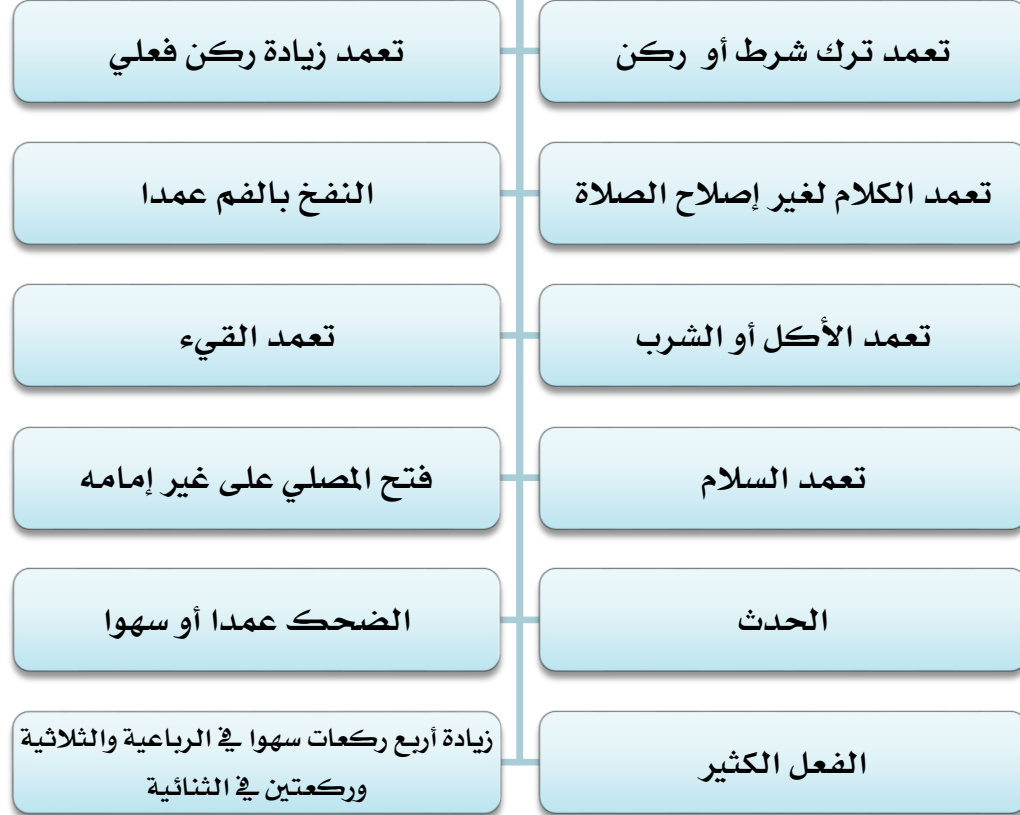 تعمد ترك شرط أو ركن
تعمد زيادة ركن فعلي
تعمد الكلام لغير إصلاح الصلاة
النفخ بالفم عمدا
تعمد الأكل أو الشرب
تعمد القيء
تعمد السلام
فتح المصلي على غير إمامه
الحدث
الضحك عمدا أو سهوا
الفعل الكثير
زيادة أربع ركعات سهوا في الرباعية والثلاثية
وركعتين في الثنائية